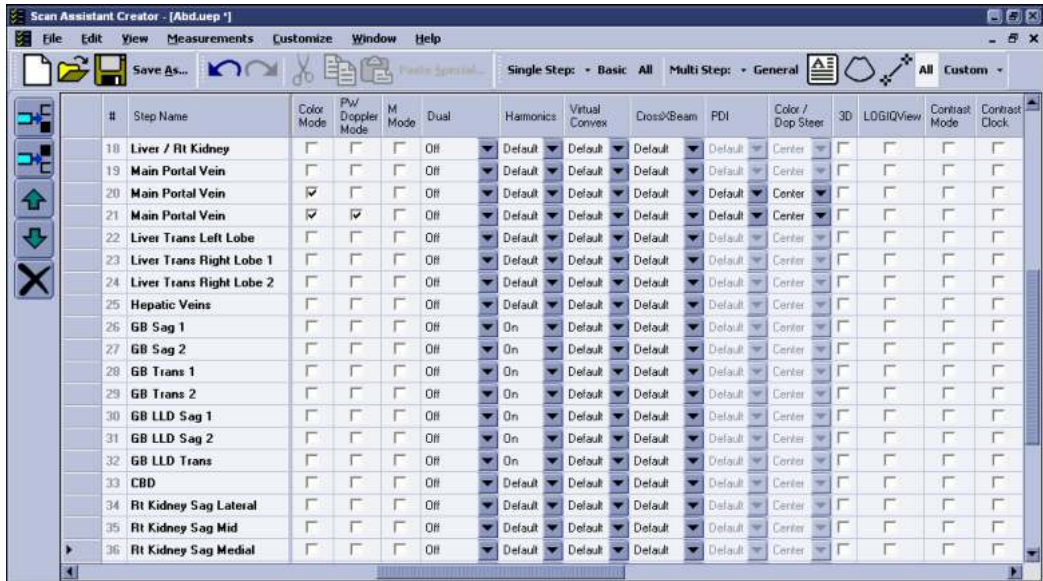 Scan Assistant Creator - [Abd.uep *]
File Edit View Measurements Customize Window Help
Save As... Paste Special... Single Step: Basic All Multi Step: General All Custom
# Step Name Color Mode PW Doppler Mode M Mode Dual Harmonics Virtual Convex CrossXBeam PDI Color / Dop Steer 3D LOGIQView Contrast Mode Contrast Clock
18 Liver / Rt Kidney Off Default Default Default Default Center
19 Main Portal Vein Off Default Default Default Default Center
20 Main Portal Vein Off Default Default Default Default Center
21 Main Portal Vein Off Default Default Default Default Center
22 Liver Trans Left Lobe Off Default Default Default Default Center
23 Liver Trans Right Lobe 1 Off Default Default Default Default Center
24 Liver Trans Right Lobe 2 Off Default Default Default Default Center
25 Hepatic Veins Off Default Default Default Default Center
26 GB Sag 1 Off On Default Default Default Center
27 GB Sag 2 Off On Default Default Default Center
28 GB Trans 1 Off On Default Default Default Center
29 GB Trans 2 Off On Default Default Default Center
30 GB LLD Sag 1 Off On Default Default Default Center
31 GB LLD Sag 2 Off On Default Default Default Center
32 GB LLD Trans Off On Default Default Default Center
33 CBD Off Default Default Default Default Center
34 Rt Kidney Sag Lateral Off Default Default Default Default Center
35 Rt Kidney Sag Mid Off Default Default Default Default Center
36 Rt Kidney Sag Medial Off Default Default Default Default Center